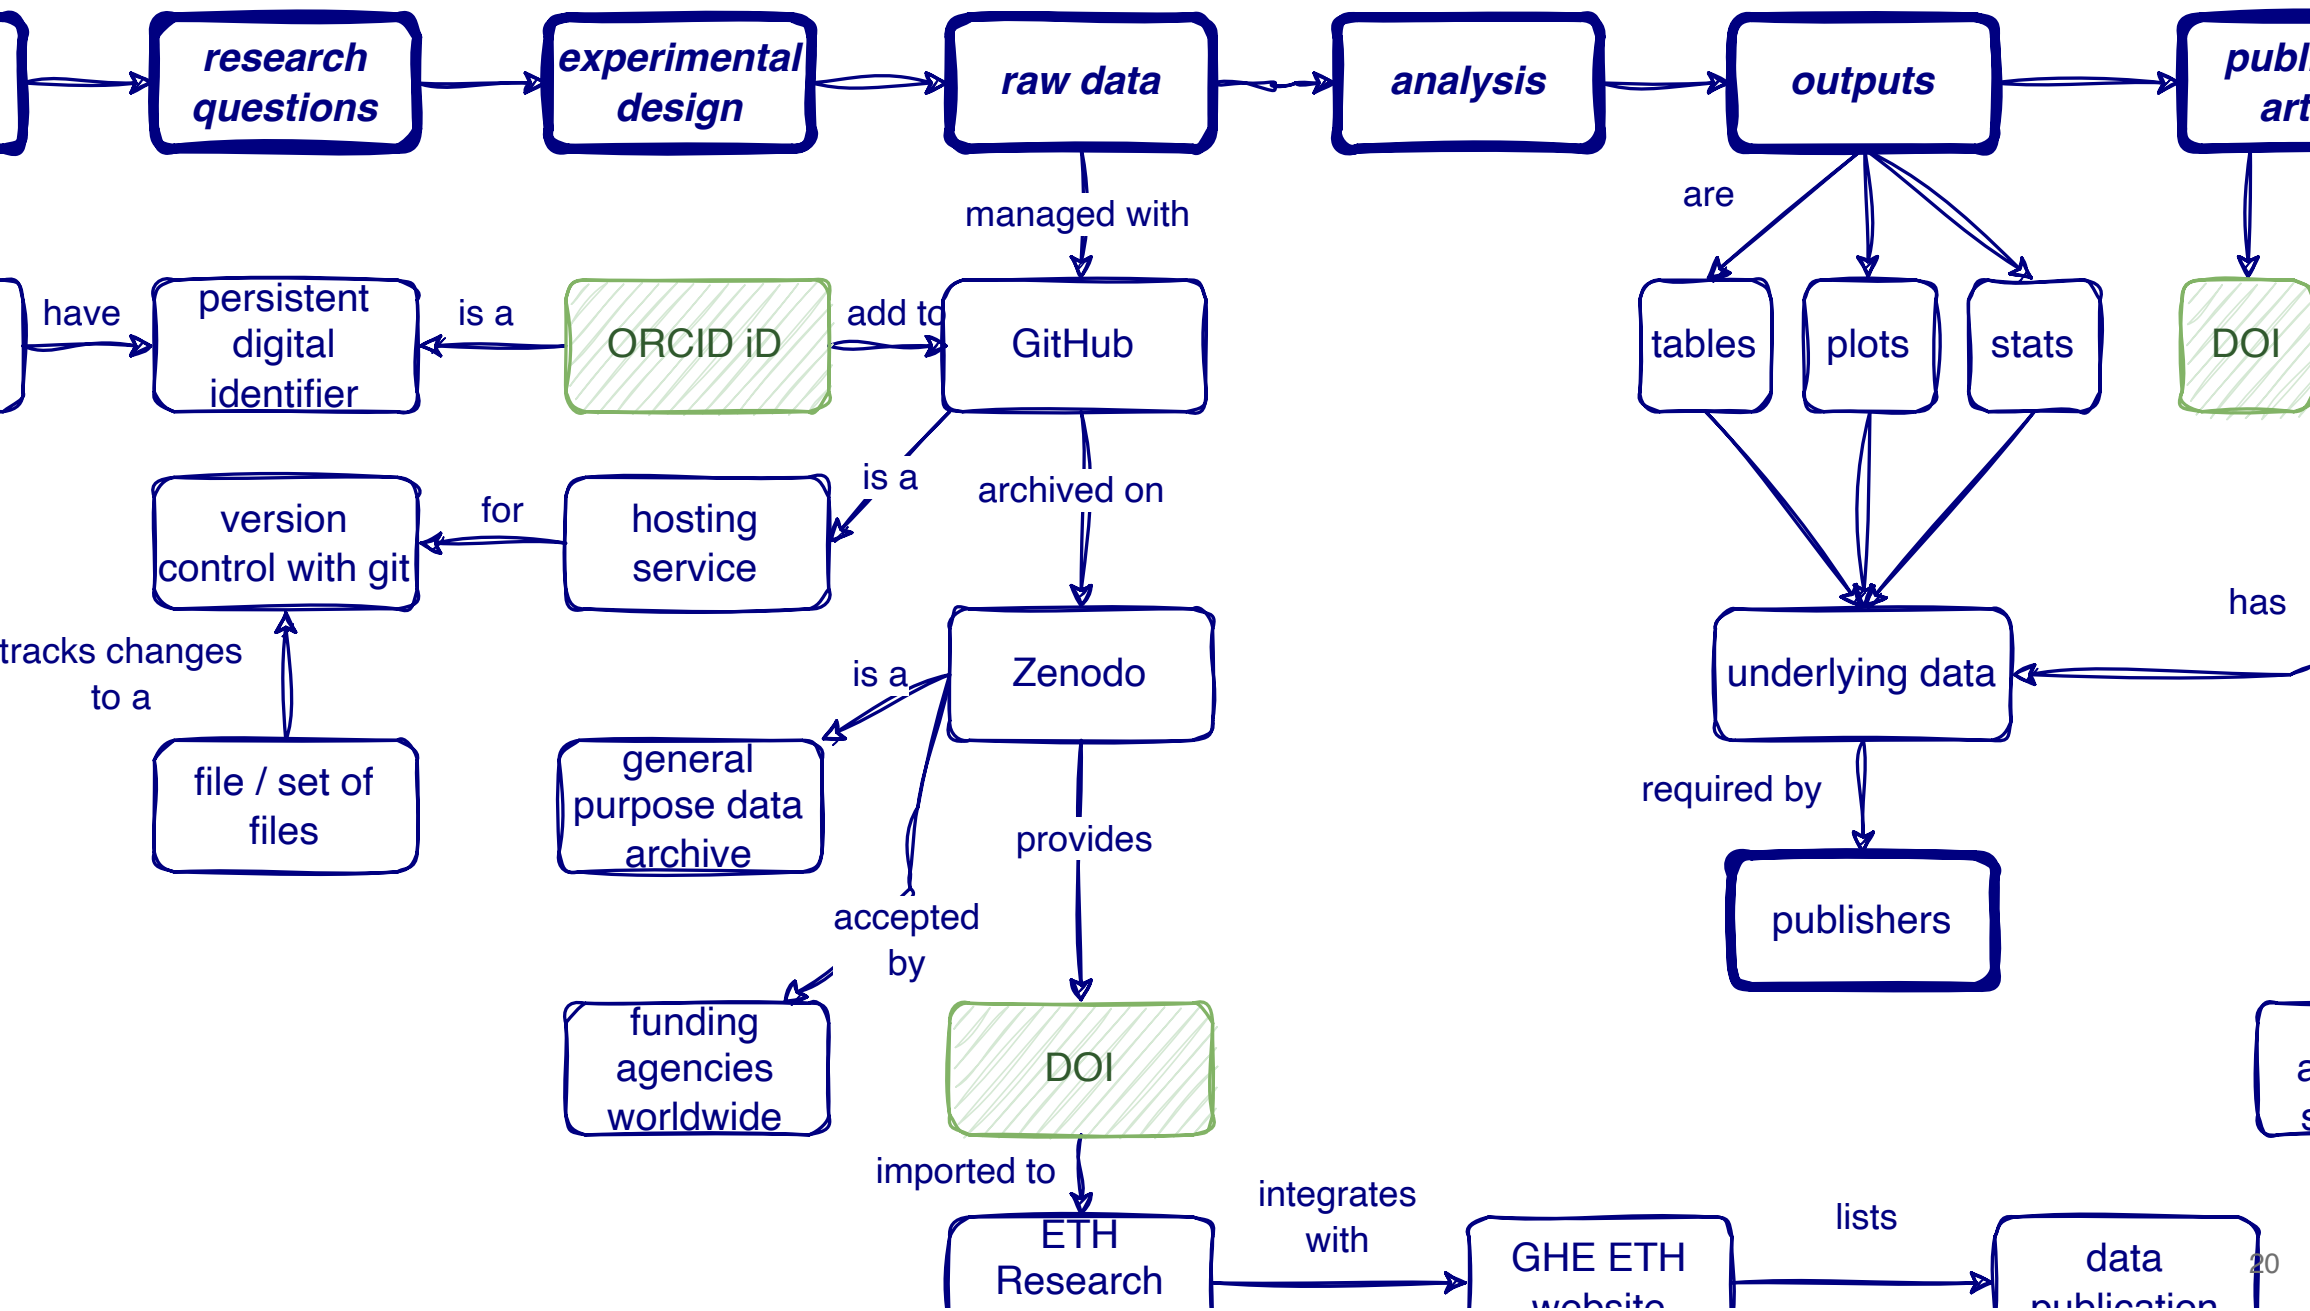 research
questions
experimental
design
raw data
analysis
outputs
are
managed with
have
persistent
digital
identifier
is a
ORCID iD
add to
GitHub
tables
plots
stats
DOI
version
control with git
for
hosting
service
is a
archived on
has
tracks changes
to a
is a
Zenodo
underlying data
file / set of
files
general
purpose data
archive
provides
required by
accepted
by
publishers
funding
agencies
worldwide
DOI
imported to
integrates
with
lists
ETH
Research
GHE ETH
website
data
publication
20